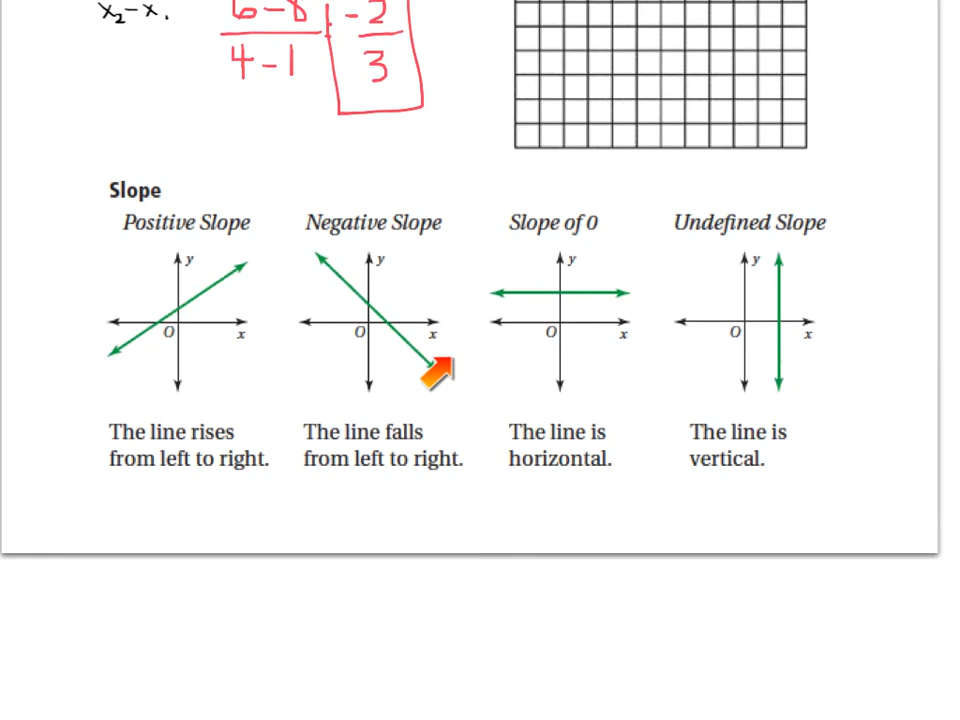 x₂-x₁
6-8
4-1
-2
3
Slope
Positive Slope Negative Slope Slope of 0 Undefined Slope
y y y y
O x O x O x O x
The line rises The line falls The line is The line is
from left to right. from left to right. horizontal. vertical.